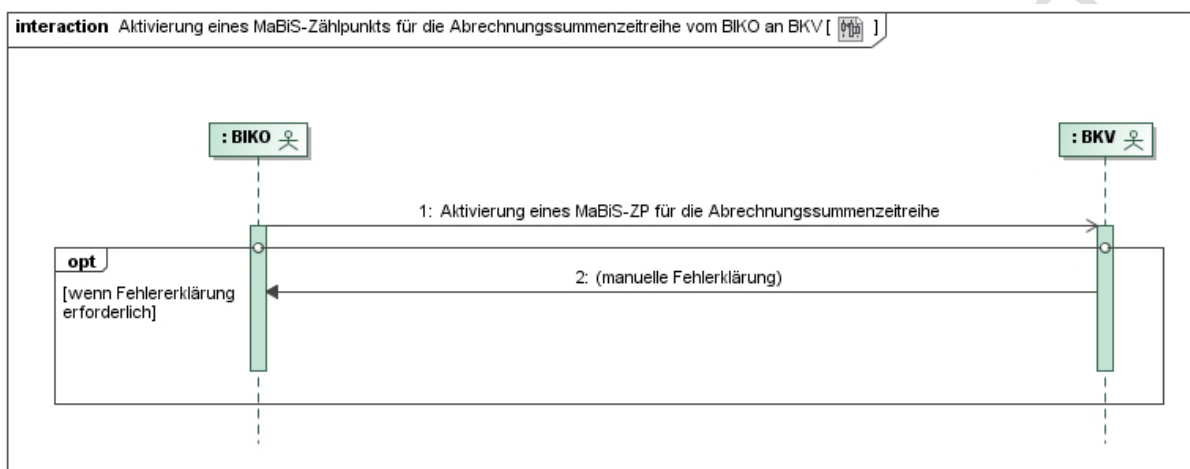 interaction Aktivierung eines MaBiS-Zählpunkts für die Abrechnungssummenzeitreihe vom BIKO an BKV [ ]
: BIKO
: BKV
1: Aktivierung eines MaBiS-ZP für die Abrechnungssummenzeitreihe
opt
[wenn Fehlererklärung
erforderlich]
2: (manuelle Fehlerklärung)